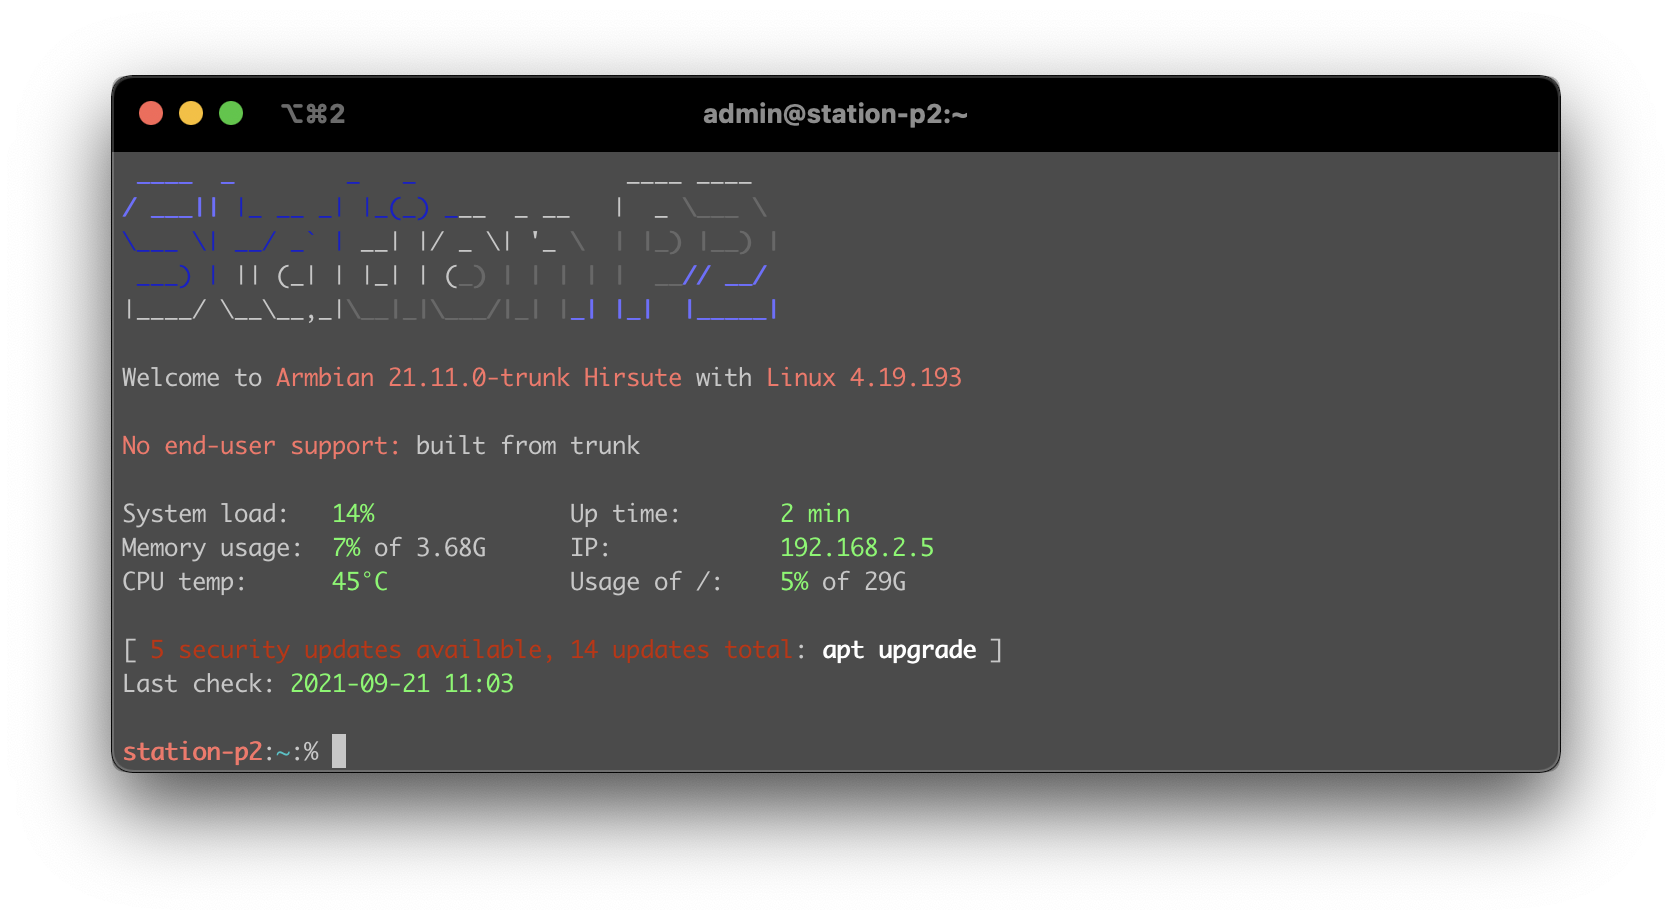 ⌥⌘2
admin@station-p2:~
 ____  _        _   _               ____ ____
/ ___|| |_ __ _| |_(_) ___  _ __   |  _ \___ \
\___ \| __/ _` | __| |/ _ \| '_ \  | |_) |__) |
 ___) | || (_| | |_| | (_) | | | | |  __// __/
|____/ \__\__,_|\__|_|\___/|_| |_| |_|  |_____|
Welcome to Armbian 21.11.0-trunk Hirsute with Linux 4.19.193
No end-user support: built from trunk
System load:   14%              Up time:       2 min
Memory usage:  7% of 3.68G      IP:            192.168.2.5
CPU temp:      45°C             Usage of /:    5% of 29G
[ 5 security updates available, 14 updates total: apt upgrade ]
Last check: 2021-09-21 11:03
station-p2:~:%